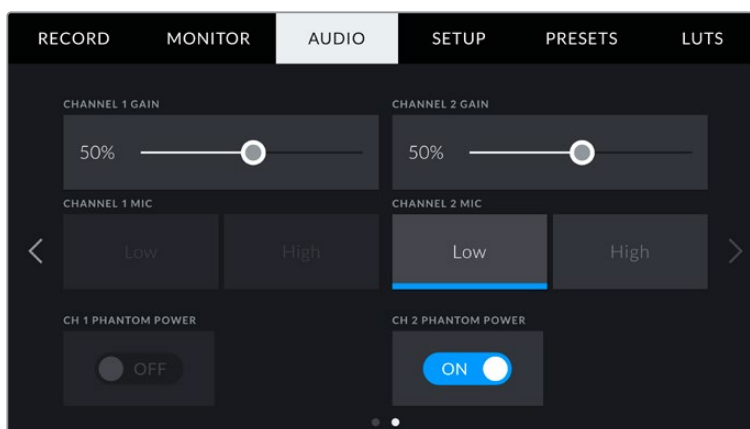 RECORD MONITOR AUDIO SETUP PRESETS LUTS
CHANNEL 1 GAIN CHANNEL 2 GAIN
50% 50%
CHANNEL 1 MIC CHANNEL 2 MIC
Low High Low High
CH 1 PHANTOM POWER CH 2 PHANTOM POWER
OFF ON